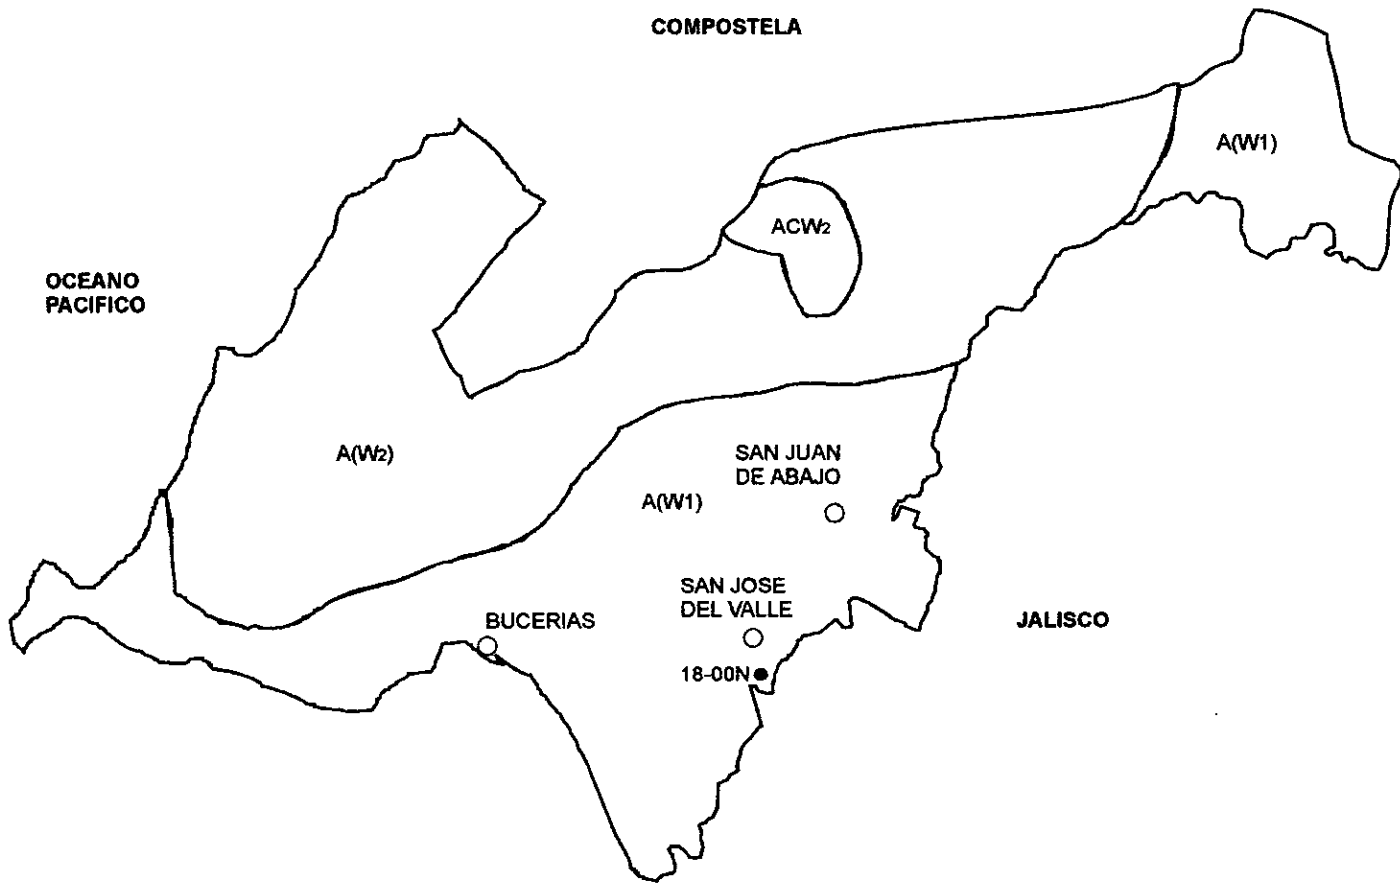 COMPOSTELA
A(W1)
ACW2
OCEANO
PACIFICO
A(W2)
SAN JUAN
DE ABAJO
A(W1)
SAN JOSE
DEL VALLE
BUCERIAS
JALISCO
18-00N